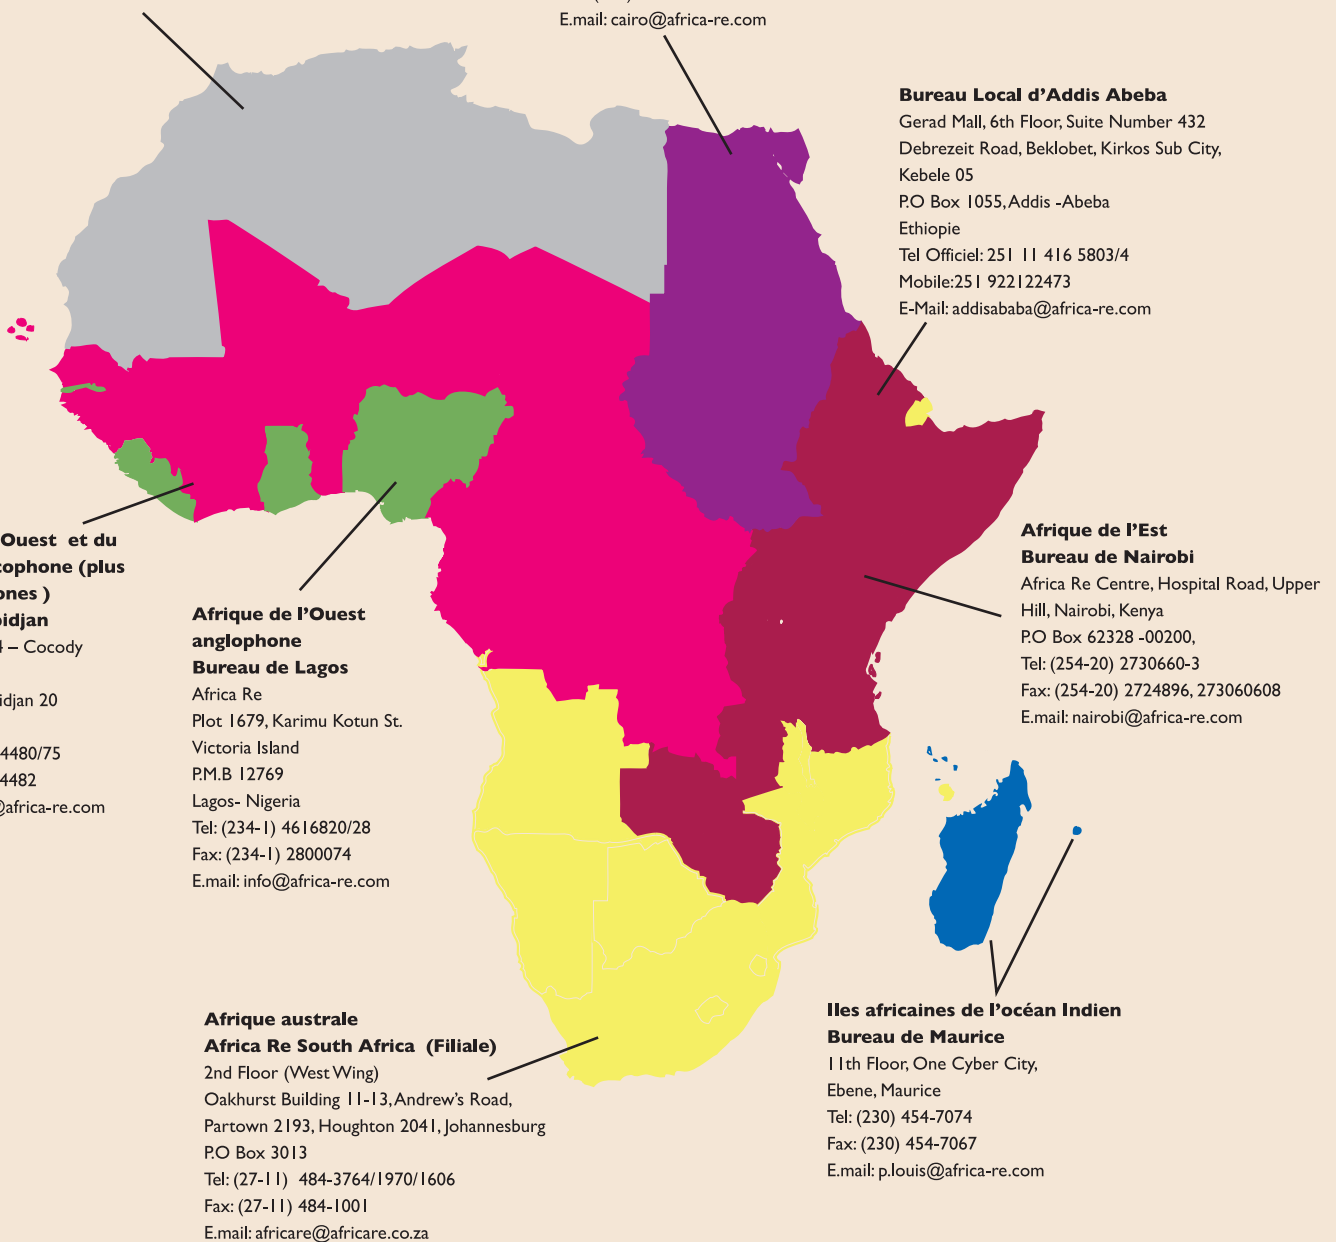 E.mail: cairo@africa-re.com
Bureau Local d'Addis Abeba
Gerad Mall, 6th Floor, Suite Number 432
Debrezeit Road, Beklobet, Kirkos Sub City,
Kebele 05
P.O Box 1055, Addis -Abeba
Ethiopie
Tel Officiel: 251 11 416 5803/4
Mobile:251 922122473
E-Mail: addisababa@africa-re.com
Afrique de l'Est
Bureau de Nairobi
Africa Re Centre, Hospital Road, Upper
Hill, Nairobi, Kenya
P.O Box 62328 -00200,
Tel: (254-20) 2730660-3
Fax: (254-20) 2724896, 273060608
E.mail: nairobi@africa-re.com
Ouest et du
cophone (plus
ones )
bidjan
– Cocody
idjan 20
4480/75
4482
@africa-re.com
Afrique de l'Ouest
anglophone
Bureau de Lagos
Africa Re
Plot 1679, Karimu Kotun St.
Victoria Island
P.M.B 12769
Lagos- Nigeria
Tel: (234-1) 4616820/28
Fax: (234-1) 2800074
E.mail: info@africa-re.com
Afrique australe
Africa Re South Africa (Filiale)
2nd Floor (West Wing)
Oakhurst Building 11-13, Andrew's Road,
Partown 2193, Houghton 2041, Johannesburg
P.O Box 3013
Tel: (27-11) 484-3764/1970/1606
Fax: (27-11) 484-1001
E.mail: africare@africare.co.za
Iles africaines de l'océan Indien
Bureau de Maurice
11th Floor, One Cyber City,
Ebene, Maurice
Tel: (230) 454-7074
Fax: (230) 454-7067
E.mail: p.louis@africa-re.com